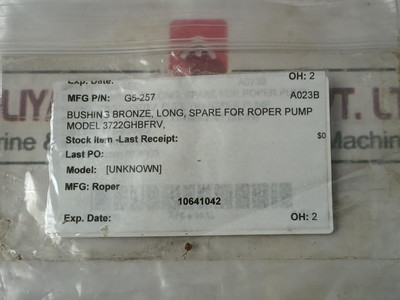 Exp. Date: OH: 2
MFG P/N: G5-257 A023B
BUSHING BRONZE, LONG, SPARE FOR ROPER PUMP
MODEL 3722GHBFRV,
Stock Item -Last Receipt: $0
Last PO:
Model: [UNKNOWN]
MFG: Roper
10641042
Exp. Date: OH: 2